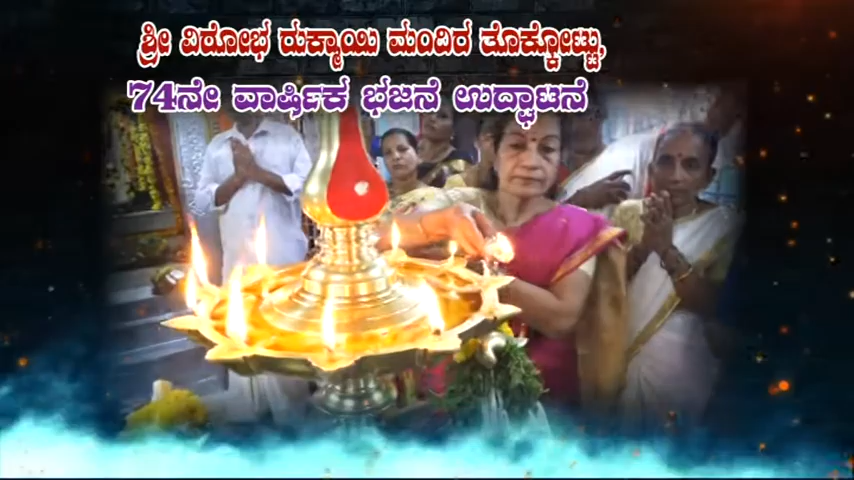 ಶ್ರೀ ವಿಠೋಭ ರುಕ್ಮಾಯಿ ಮಂದಿರ ತೊಕ್ಕೋಟ್ಟು,
74ನೇ ವಾರ್ಷಿಕ ಭಜನೆ ಉದ್ಘಾಟನೆ